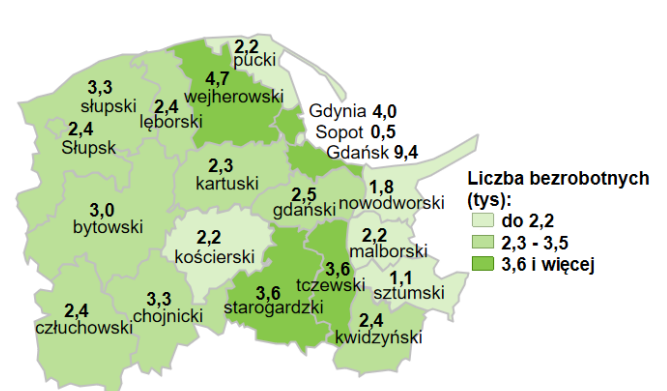 2,2
pucki
4,7
wejherowski
3,3
słupski
2,4
lęborski
2,4
Słupsk
Gdynia 4,0
Sopot 0,5
Gdańsk 9,4
2,3
kartuski
2,5
gdański
1,8
nowodworski
3,0
bytowski
2,2
kościerski
2,2
malborski
3,6
tczewski
1,1
sztumski
3,6
starogardzki
2,4
człuchowski
3,3
chojnicki
2,4
kwidzyński
Liczba bezrobotnych
(tys):
do 2,2
2,3 - 3,5
3,6 i więcej